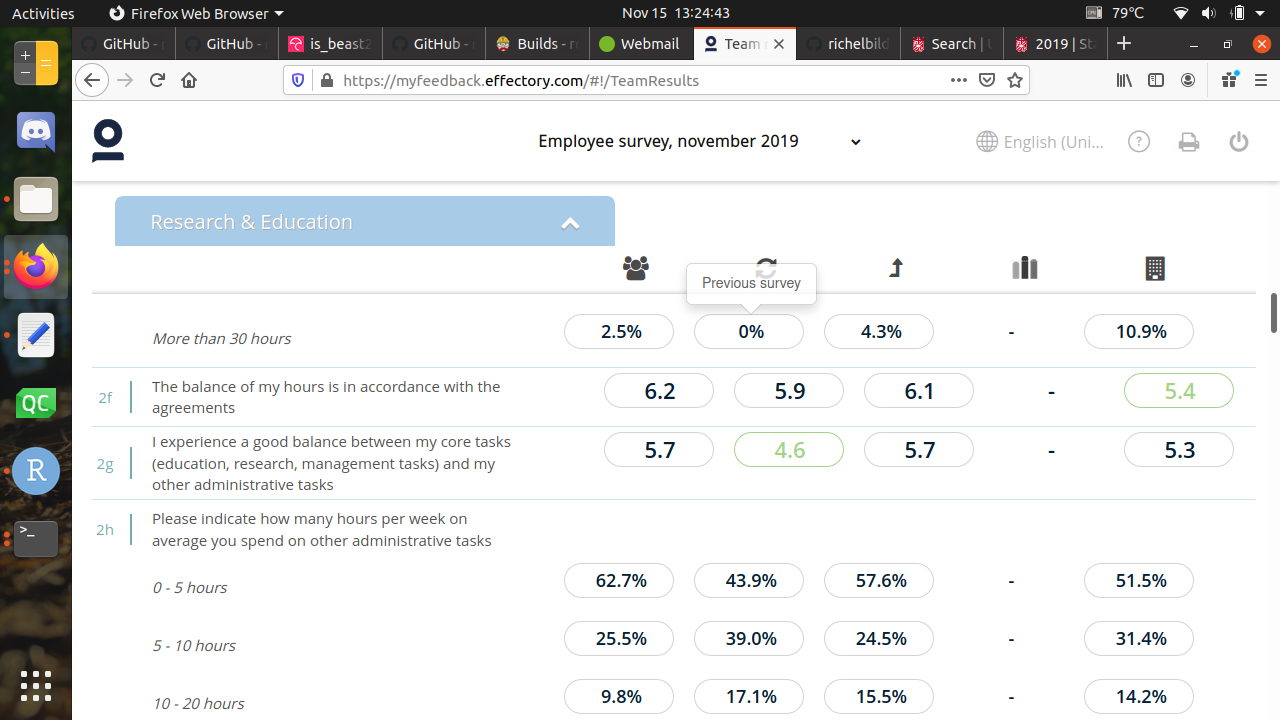 Activities Firefox Web Browser Nov 15 13:24:43 79°C
GitHub - GitHub - is_beast2 GitHub - Builds - Webmail Team richelbild Search | 2019 | +
https://myfeedback.effectory.com/#!/TeamResults
Employee survey, november 2019 English (Uni... ?
Research & Education
Previous survey
More than 30 hours 2.5% 0% 4.3% - 10.9%
2f The balance of my hours is in accordance with the 6.2 5.9 6.1 - 5.4
agreements
2g I experience a good balance between my core tasks 5.7 4.6 5.7 - 5.3
(education, research, management tasks) and my
other administrative tasks
2h Please indicate how many hours per week on
average you spend on other administrative tasks
0 - 5 hours 62.7% 43.9% 57.6% - 51.5%
5 - 10 hours 25.5% 39.0% 24.5% - 31.4%
10 - 20 hours 9.8% 17.1% 15.5% - 14.2%
QC
R
>_